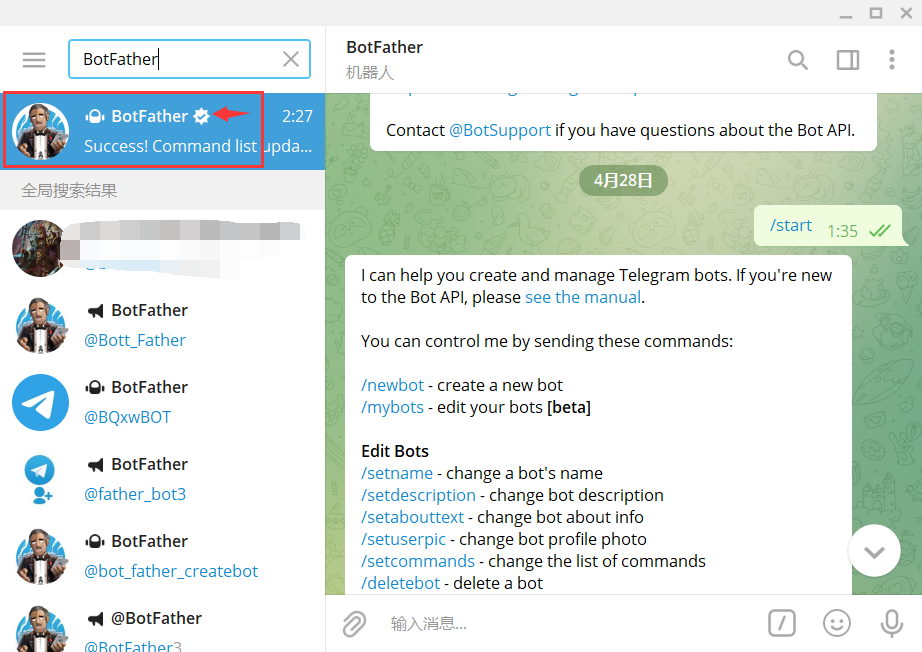 BotFather
BotFather 2:27
Success! Command list upda...
全局搜索结果
BotFather
@Bott_Father
BotFather
@BQxwBOT
BotFather
@father_bot3
BotFather
@bot_father_createbot
@BotFather
@BotFather3
BotFather
机器人
Contact @BotSupport if you have questions about the Bot API.
4月28日
/start 1:35
I can help you create and manage Telegram bots. If you're new
to the Bot API, please see the manual.
You can control me by sending these commands:
/newbot - create a new bot
/mybots - edit your bots [beta]
Edit Bots
/setname - change a bot's name
/setdescription - change bot description
/setabouttext - change bot about info
/setuserpic - change bot profile photo
/setcommands - change the list of commands
/deletebot - delete a bot
输入消息...